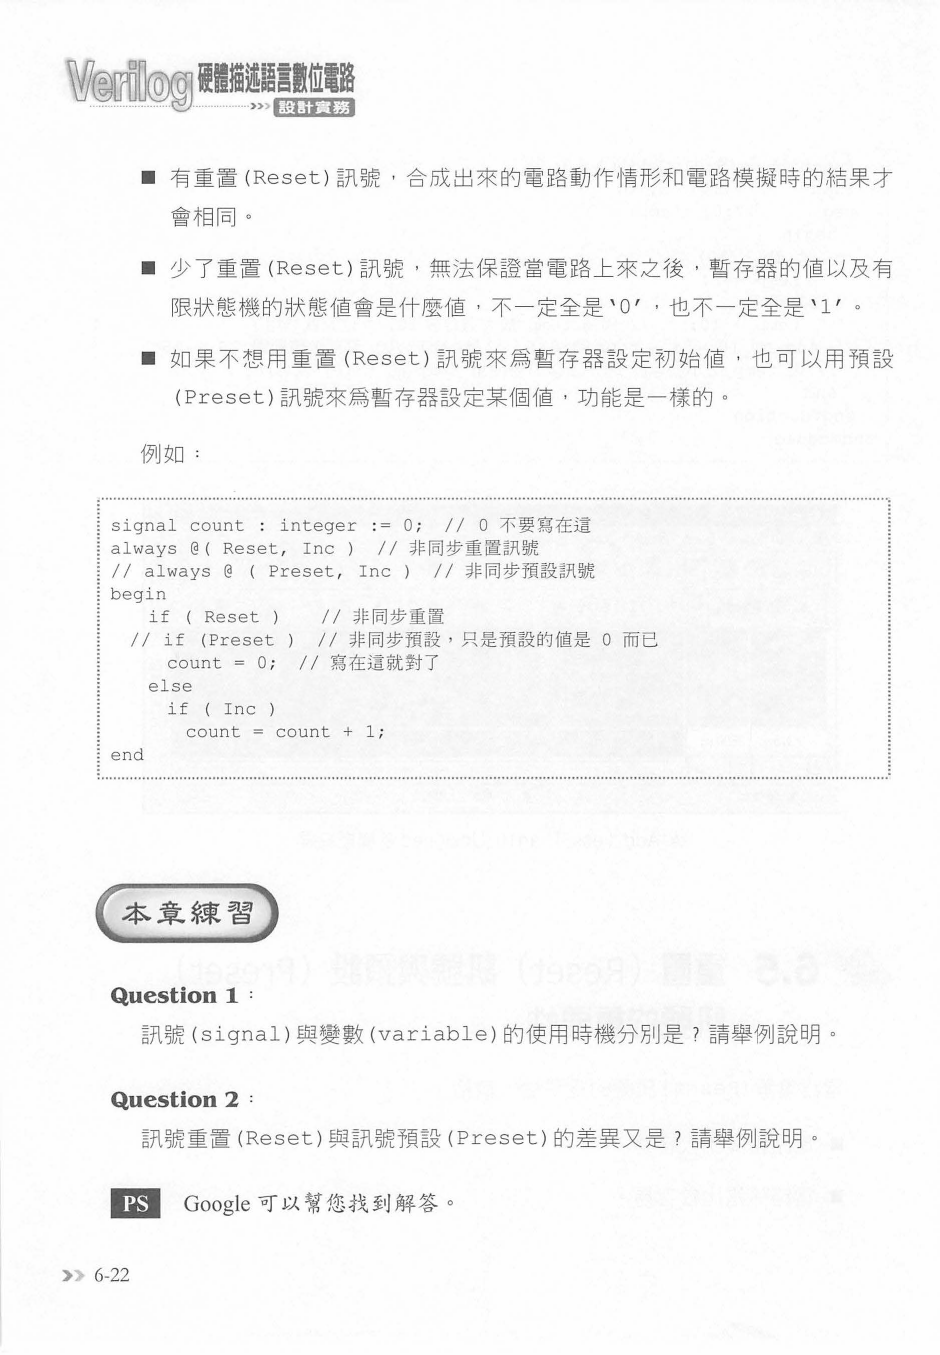 Verilog 硬體描述語言數位電路
>>> 設計實務
■ 有重置(Reset)訊號，合成出來的電路動作情形和電路模擬時的結果才
會相同。
■ 少了重置(Reset)訊號，無法保證當電路上來之後，暫存器的值以及有
限狀態機的狀態值會是什麼值，不一定全是‵0′，也不一定全是‵1′。
■ 如果不想用重置(Reset)訊號來為暫存器設定初始值，也可以用預設
(Preset)訊號來為暫存器設定某個值，功能是一樣的。
例如：
signal count : integer := 0;  // 0 不要寫在這
always @( Reset, Inc )  // 非同步重置訊號
// always @ ( Preset, Inc )  // 非同步預設訊號
begin
    if ( Reset )    // 非同步重置
  // if (Preset )  // 非同步預設，只是預設的值是 0 而已
      count = 0;  // 寫在這就對了
    else
      if ( Inc )
        count = count + 1;
end
本章練習
Question 1：
訊號(signal)與變數(variable)的使用時機分別是？請舉例說明。
Question 2：
訊號重置(Reset)與訊號預設(Preset)的差異又是？請舉例說明。
PS Google 可以幫您找到解答。
>> 6-22